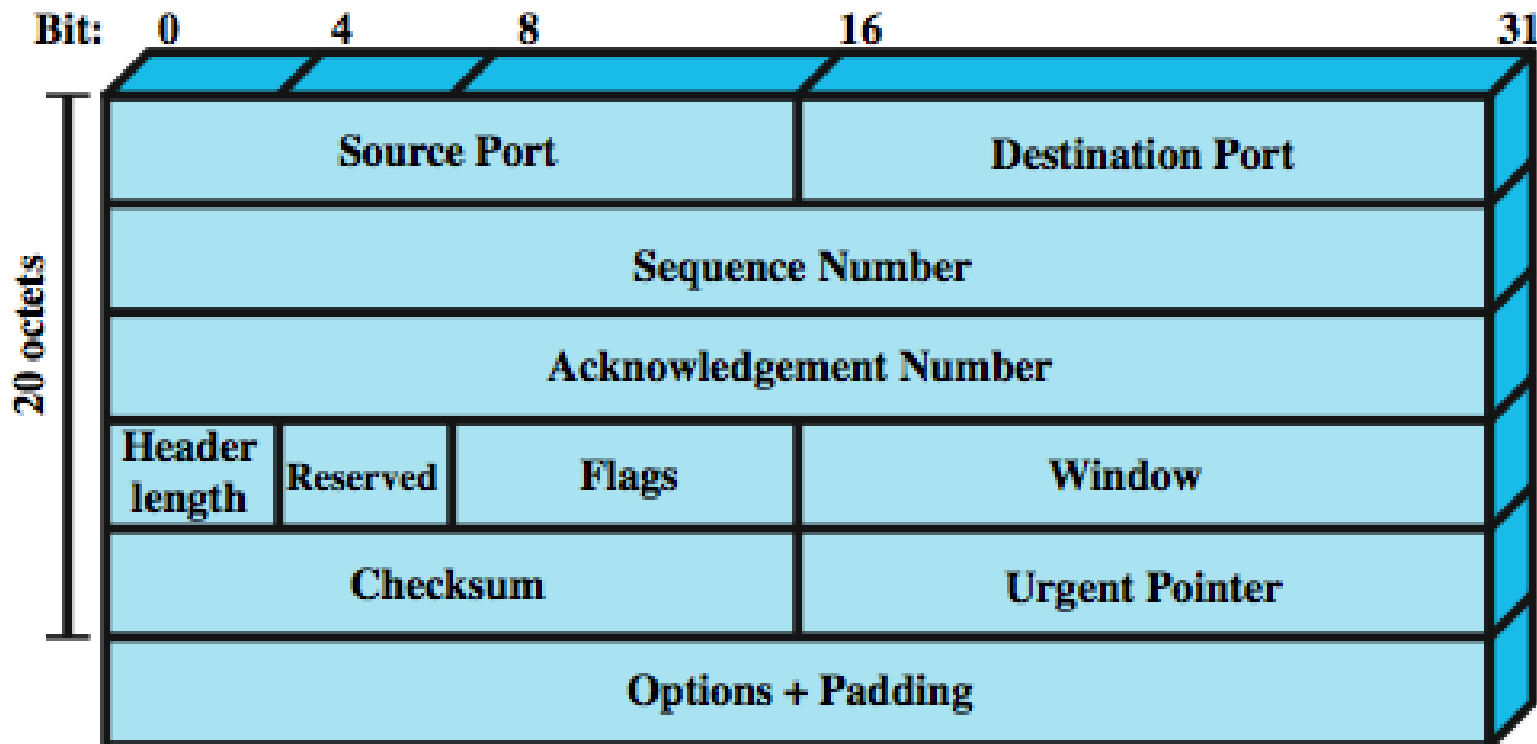 Bit: 0 4 8 16 31
Source Port
Destination Port
Sequence Number
20 octets
Acknowledgement Number
Header
length
Reserved
Flags
Window
Checksum
Urgent Pointer
Options + Padding